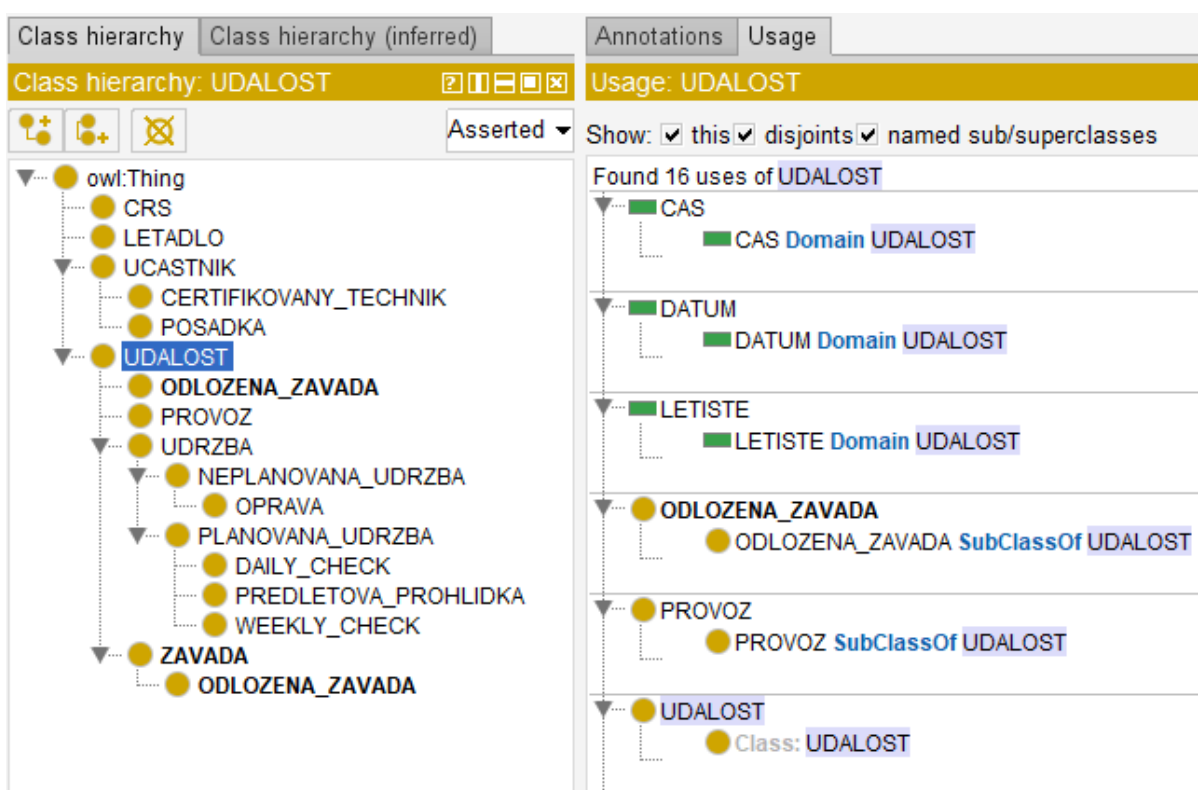 Class hierarchy
Class hierarchy (inferred)
Class hierarchy: UDALOST
Asserted
owl:Thing
CRS
LETADLO
UCASTNIK
CERTIFIKOVANY_TECHNIK
POSADKA
UDALOST
ODLOZENA_ZAVADA
PROVOZ
UDRZBA
NEPLANOVANA_UDRZBA
OPRAVA
PLANOVANA_UDRZBA
DAILY_CHECK
PREDLETOVA_PROHLIDKA
WEEKLY_CHECK
ZAVADA
ODLOZENA_ZAVADA
Annotations
Usage
Usage: UDALOST
Show: this disjoints named sub/superclasses
Found 16 uses of UDALOST
CAS
CAS Domain UDALOST
DATUM
DATUM Domain UDALOST
LETISTE
LETISTE Domain UDALOST
ODLOZENA_ZAVADA
ODLOZENA_ZAVADA SubClassOf UDALOST
PROVOZ
PROVOZ SubClassOf UDALOST
UDALOST
Class: UDALOST